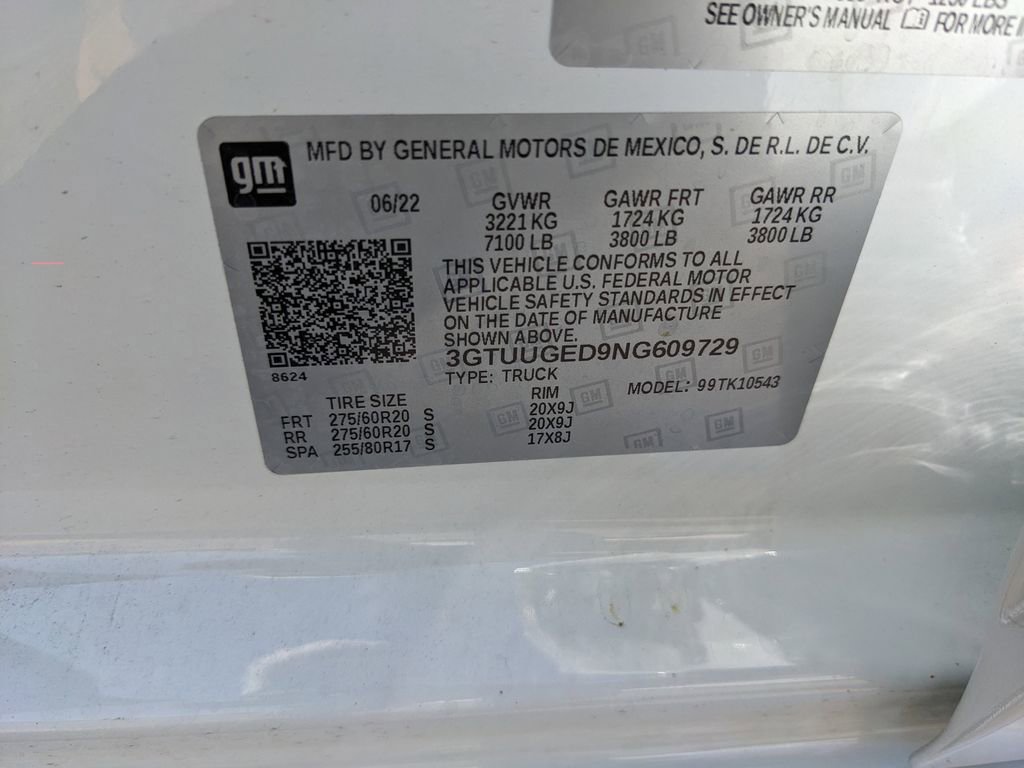 1250 LBS
SEE OWNER'S MANUAL FOR MORE
GM
gm
MFD BY GENERAL MOTORS DE MEXICO, S. DE R.L. DE C.V.
06/22 GVWR GAWR FRT GAWR RR
3221 KG 1724 KG 1724 KG
7100 LB 3800 LB 3800 LB
THIS VEHICLE CONFORMS TO ALL
APPLICABLE U.S. FEDERAL MOTOR
VEHICLE SAFETY STANDARDS IN EFFECT
ON THE DATE OF MANUFACTURE
SHOWN ABOVE.
3GTUUGED9NG609729
8624
TYPE: TRUCK MODEL: 99TK10543
TIRE SIZE RIM
FRT 275/60R20 S 20X9J
RR 275/60R20 S 20X9J
SPA 255/80R17 S 17X8J